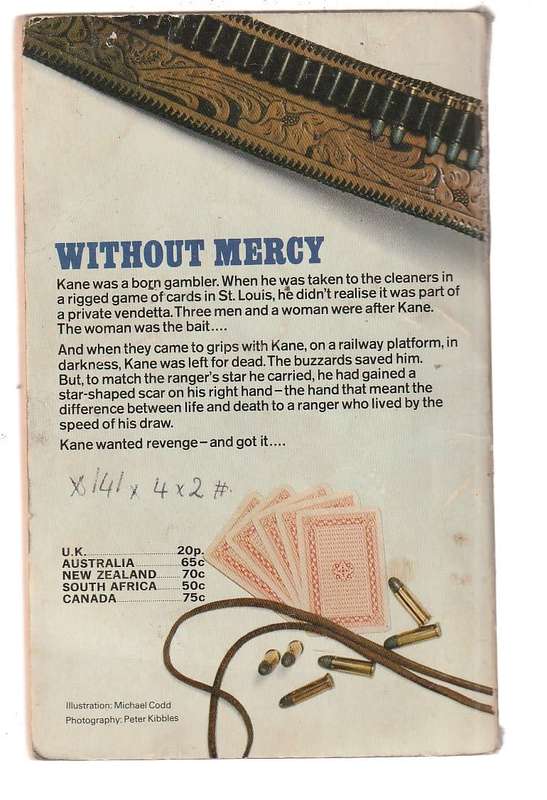 WITHOUT MERCY
Kane was a born gambler. When he was taken to the cleaners in
a rigged game of cards in St. Louis, he didn't realise it was part of
a private vendetta. Three men and a woman were after Kane.
The woman was the bait....
And when they came to grips with Kane, on a railway platform, in
darkness, Kane was left for dead. The buzzards saved him.
But, to match the ranger's star he carried, he had gained a
star-shaped scar on his right hand – the hand that meant the
difference between life and death to a ranger who lived by the
speed of his draw.
Kane wanted revenge – and got it....
x 4 x 2 #
U.K. 20p.
AUSTRALIA 65c
NEW ZEALAND 70c
SOUTH AFRICA 50c
CANADA 75c
Illustration: Michael Codd
Photography: Peter Kibbles